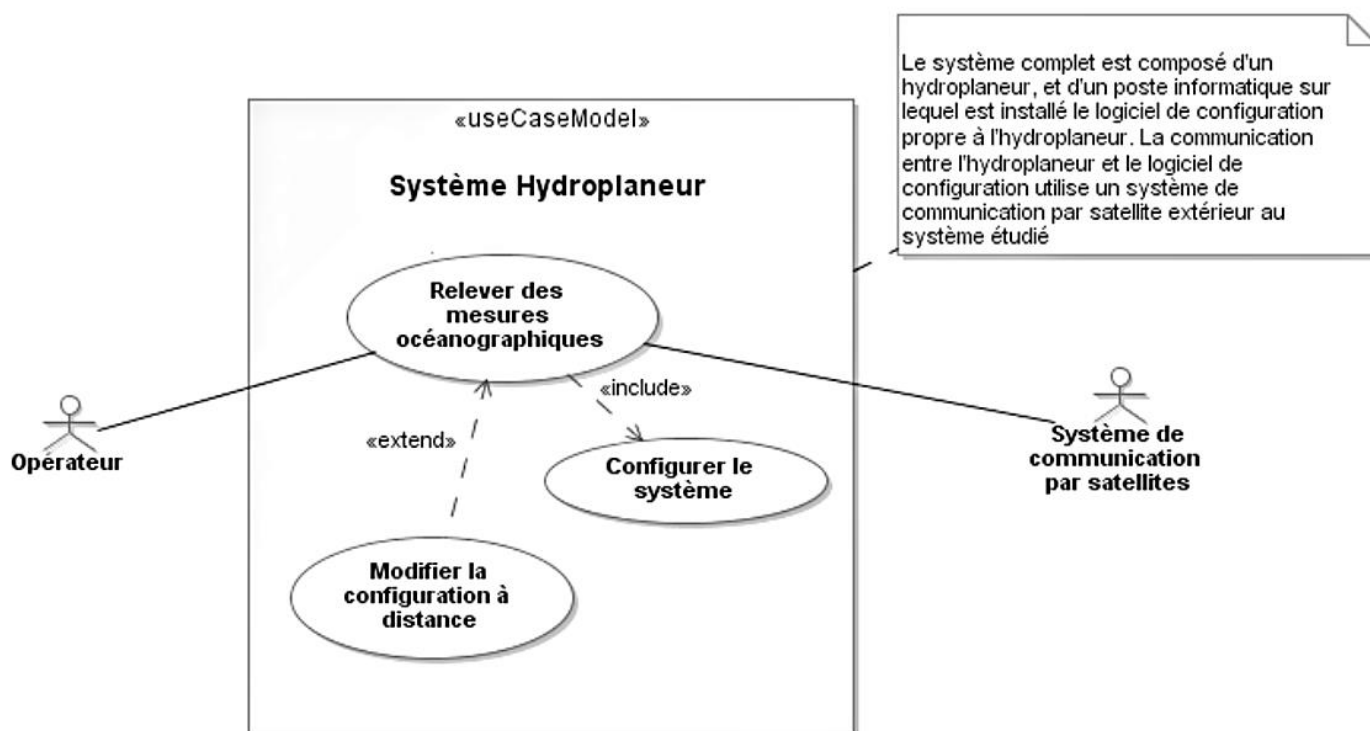 Le système complet est composé d'un
hydroplaneur, et d'un poste informatique sur
lequel est installé le logiciel de configuration
propre à l'hydroplaneur. La communication
entre l'hydroplaneur et le logiciel de
configuration utilise un système de
communication par satellite extérieur au
système étudié
«useCaseModel»
Système Hydroplaneur
Relever des
mesures
océanographiques
«include»
«extend»
Opérateur
Système de
communication
par satellites
Configurer le
système
Modifier la
configuration à
distance